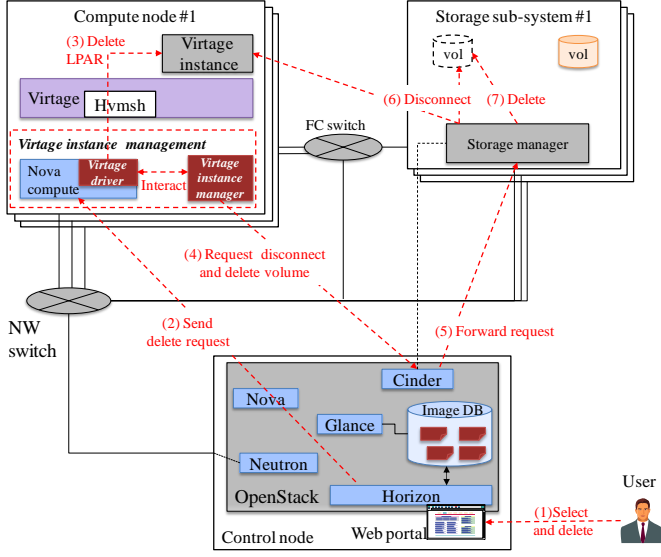 Compute node #1
Storage sub-system #1
(3) Delete
LPAR
Virtage
instance
vol
vol
Virtage
Hvmsh
(6) Disconnect
(7) Delete
FC switch
Storage manager
Virtage instance management
Nova
compute
Virtage
driver
Interact
Virtage
instance
manager
(4) Request disconnect
and delete volume
NW
switch
(2) Send
delete request
(5) Forward request
Cinder
Nova
Image DB
Glance
Neutron
OpenStack
Horizon
User
(1)Select
and delete
Web portal
Control node